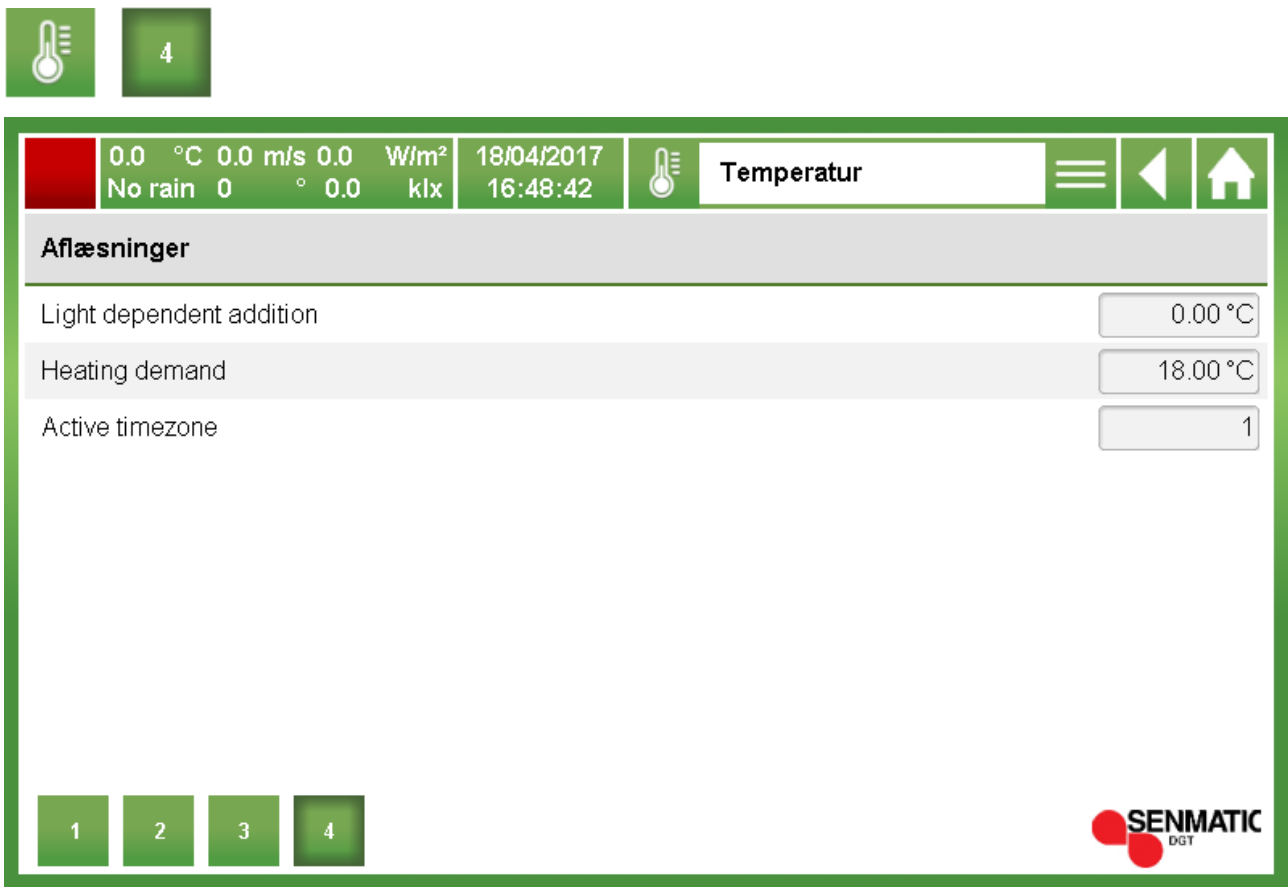 4
0.0 °C 0.0 m/s 0.0 W/m² 18/04/2017
No rain 0 ° 0.0 klx 16:48:42
Temperatur
Aflæsninger
Light dependent addition 0.00 °C
Heating demand 18.00 °C
Active timezone 1
1 2 3 4
SENMATIC
DGT